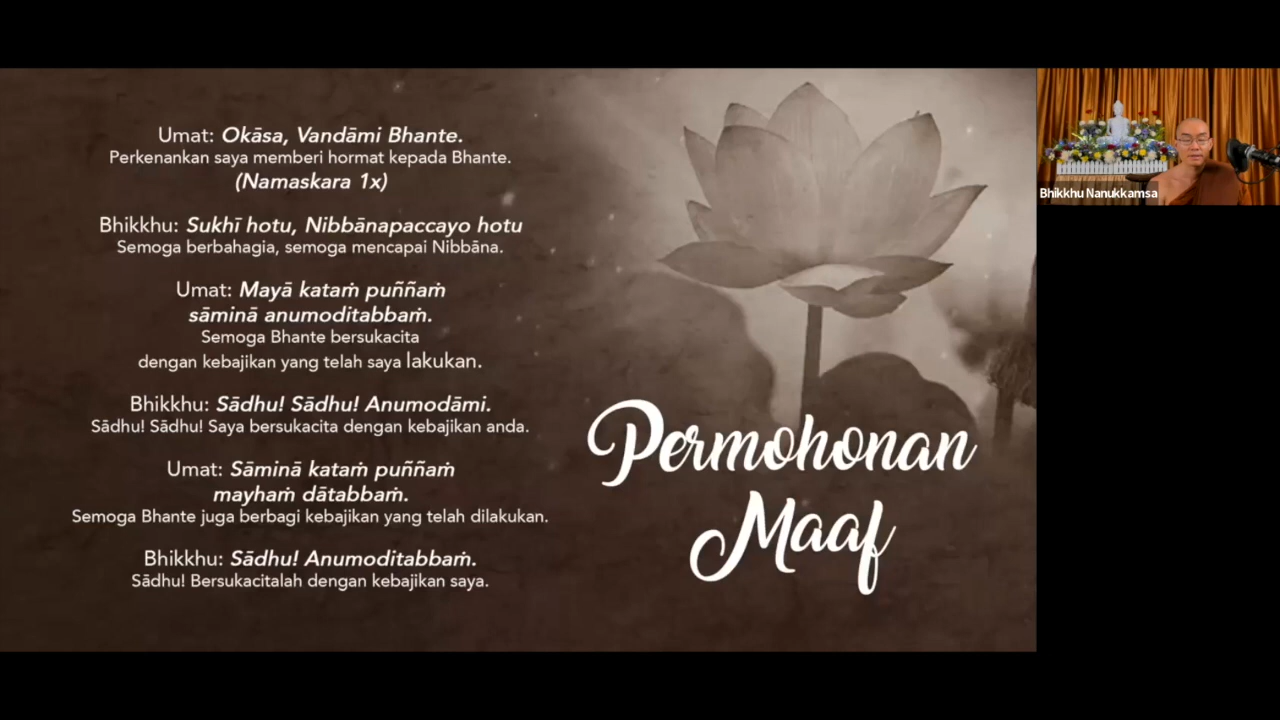 Umat: Okāsa, Vandāmi Bhante.
Perkenankan saya memberi hormat kepada Bhante.
(Namaskara 1x)
Bhikkhu: Sukhī hotu, Nibbānapaccayo hotu
Semoga berbahagia, semoga mencapai Nibbāna.
Umat: Mayā kataṁ puññaṁ
sāminā anumoditabbaṁ.
Semoga Bhante bersukacita
dengan kebajikan yang telah saya lakukan.
Bhikkhu: Sādhu! Sādhu! Anumodāmi.
Sādhu! Sādhu! Saya bersukacita dengan kebajikan anda.
Umat: Sāminā kataṁ puññaṁ
mayhaṁ dātabbaṁ.
Semoga Bhante juga berbagi kebajikan yang telah dilakukan.
Bhikkhu: Sādhu! Anumoditabbaṁ.
Sādhu! Bersukacitalah dengan kebajikan saya.
Permohonan
Maaf
Bhikkhu Nanukkamsa